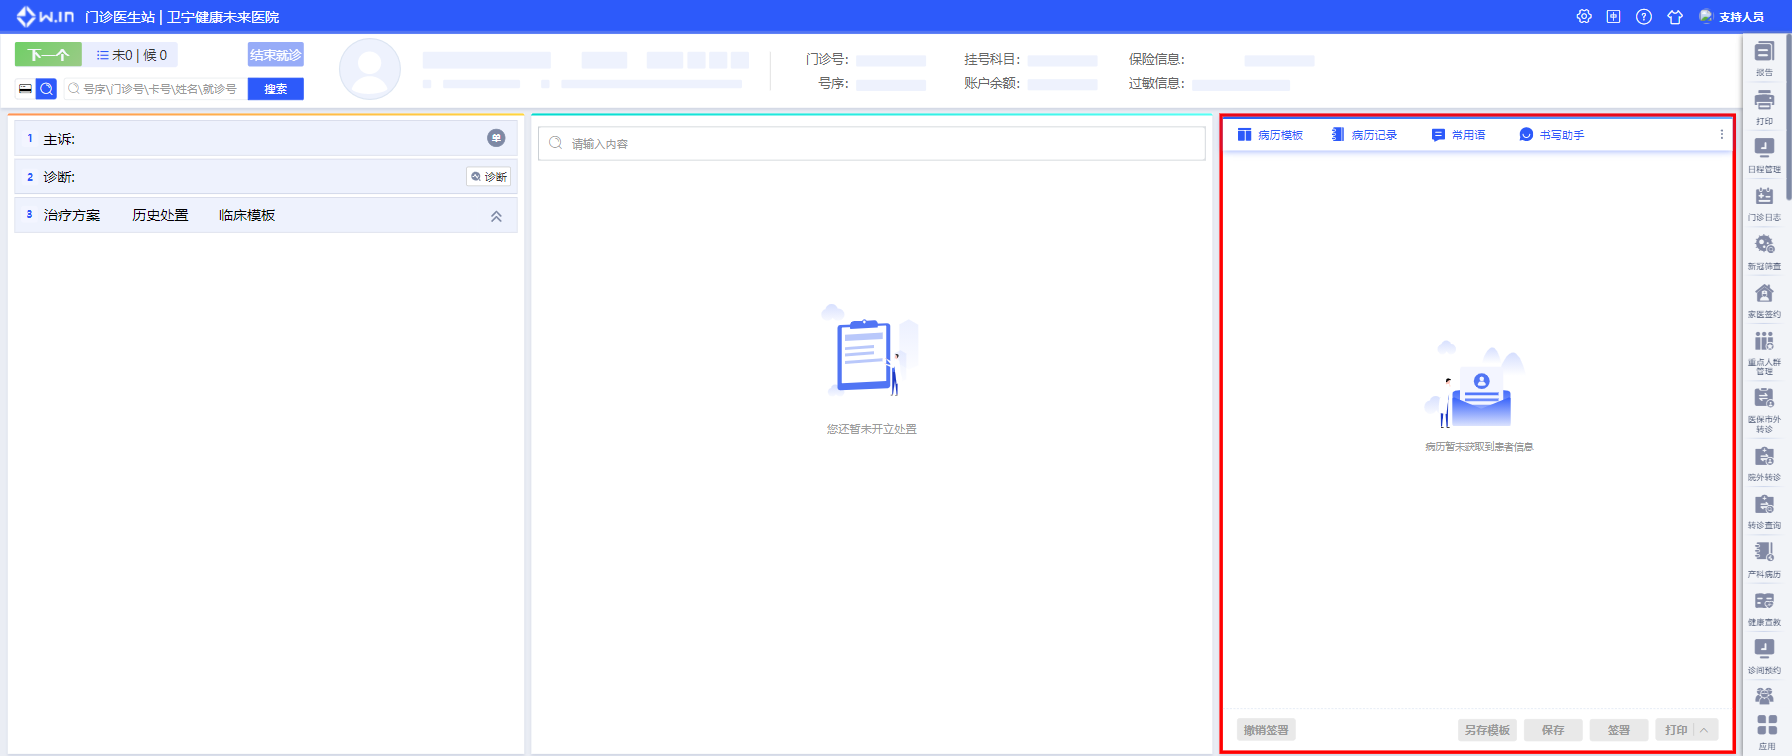 w.in 门诊医生站 | 卫宁健康未来医院
支持人员
下一个 未0 | 候 0 结束就诊
号序\门诊号\卡号\姓名\就诊号 搜索
门诊号: 挂号科目: 保险信息:
号序: 账户余额: 过敏信息:
1 主诉: 单
2 诊断: 诊断
3 治疗方案 历史处置 临床模板
请输入内容
您还暂未开立处置
病历模板 病历记录 常用语 书写助手
病历暂未获取到患者信息
撤销签署 另存模板 保存 签署 打印
报告
打印
日程管理
门诊日志
新冠筛查
家医签约
重点人群
管理
医保市外
转诊
院外转诊
转诊查询
产科病历
健康宣教
诊间预约
应用